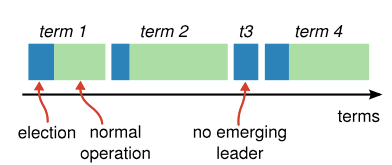 term 1 term 2 t3 term 4
terms
election normal operation no emerging leader